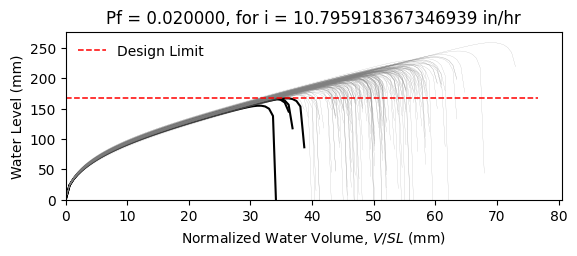 Pf = 0.020000, for i = 10.795918367346939 in/hr
Design Limit
Water Level (mm)
250
200
150
100
50
0
0 10 20 30 40 50 60 70 80
Normalized Water Volume, V/SL (mm)